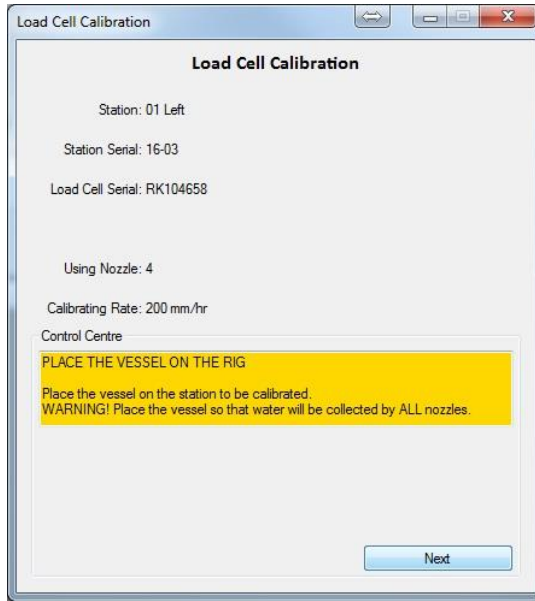 Load Cell Calibration
Load Cell Calibration
Station: 01 Left
Station Serial: 16-03
Load Cell Serial: RK104658
Using Nozzle: 4
Calibrating Rate: 200 mm/hr
Control Centre
PLACE THE VESSEL ON THE RIG
Place the vessel on the station to be calibrated.
WARNING! Place the vessel so that water will be collected by ALL nozzles.
Next